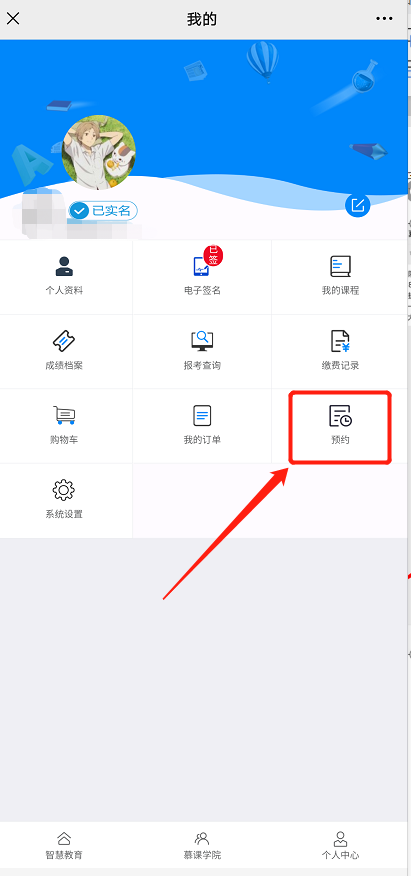 我的
已实名
个人资料
已签
电子签名
我的课程
成绩档案
报考查询
缴费记录
购物车
我的订单
预约
系统设置
智慧教育
慕课学院
个人中心